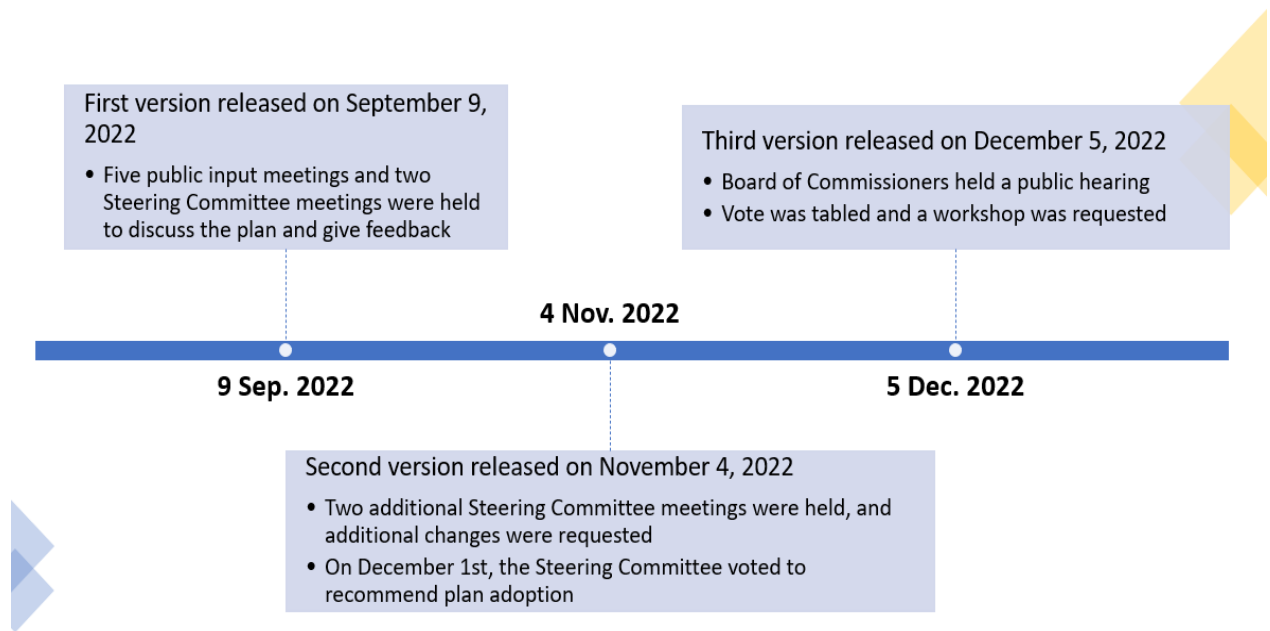 First version released on September 9,
2022
• Five public input meetings and two
Steering Committee meetings were held
to discuss the plan and give feedback
Third version released on December 5, 2022
• Board of Commissioners held a public hearing
• Vote was tabled and a workshop was requested
4 Nov. 2022
9 Sep. 2022
5 Dec. 2022
Second version released on November 4, 2022
• Two additional Steering Committee meetings were held, and
additional changes were requested
• On December 1st, the Steering Committee voted to
recommend plan adoption